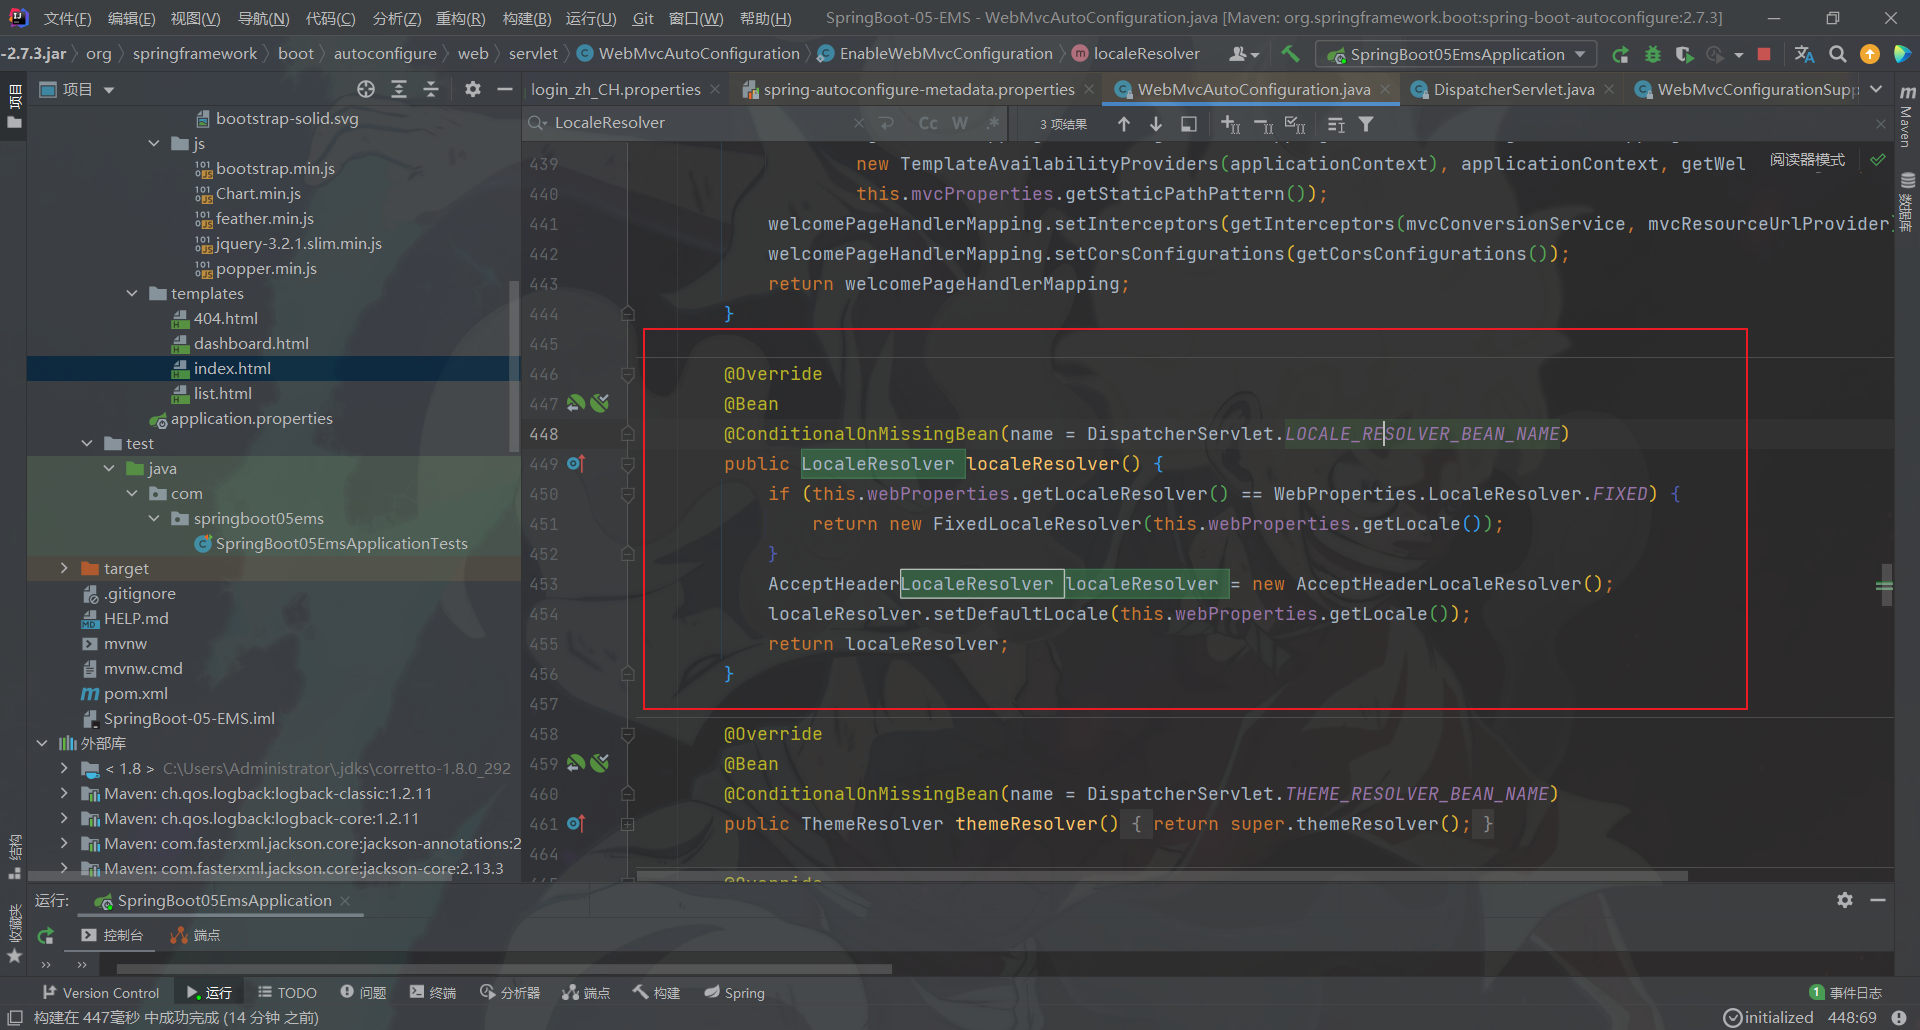 文件(F) 编辑(E) 视图(V) 导航(N) 代码(C) 分析(Z) 重构(R) 构建(B) 运行(U) Git 窗口(W) 帮助(H) SpringBoot-05-EMS - WebMvcAutoConfiguration.java [Maven: org.springframework.boot:spring-boot-autoconfigure:2.7.3]
-2.7.3.jar org springframework boot autoconfigure web servlet WebMvcAutoConfiguration EnableWebMvcConfiguration localeResolver SpringBoot05EmsApplication
项目 login_zh_CH.properties spring-autoconfigure-metadata.properties WebMvcAutoConfiguration.java DispatcherServlet.java WebMvcConfigurationSupp
LocaleResolver Cc W .* 3 项结果
项目
Maven
数据库
结构
收藏夹
bootstrap-solid.svg
js
bootstrap.min.js
Chart.min.js
feather.min.js
jquery-3.2.1.slim.min.js
popper.min.js
templates
404.html
dashboard.html
index.html
list.html
application.properties
test
java
com
springboot05ems
SpringBoot05EmsApplicationTests
target
.gitignore
HELP.md
mvnw
mvnw.cmd
pom.xml
SpringBoot-05-EMS.iml
外部库
< 1.8 > C:\Users\Administrator\.jdks\corretto-1.8.0_292
Maven: ch.qos.logback:logback-classic:1.2.11
Maven: ch.qos.logback:logback-core:1.2.11
Maven: com.fasterxml.jackson.core:jackson-annotations:2
Maven: com.fasterxml.jackson.core:jackson-core:2.13.3
阅读器模式
439 new TemplateAvailabilityProviders(applicationContext), applicationContext, getWel
440 this.mvcProperties.getStaticPathPattern());
441 welcomePageHandlerMapping.setInterceptors(getInterceptors(mvcConversionService, mvcResourceUrlProvider)
442 welcomePageHandlerMapping.setCorsConfigurations(getCorsConfigurations());
443 return welcomePageHandlerMapping;
444 }
445
446 @Override
447 @Bean
448 @ConditionalOnMissingBean(name = DispatcherServlet.LOCALE_RESOLVER_BEAN_NAME)
449 public LocaleResolver localeResolver() {
450 if (this.webProperties.getLocaleResolver() == WebProperties.LocaleResolver.FIXED) {
451 return new FixedLocaleResolver(this.webProperties.getLocale());
452 }
453 AcceptHeaderLocaleResolver localeResolver = new AcceptHeaderLocaleResolver();
454 localeResolver.setDefaultLocale(this.webProperties.getLocale());
455 return localeResolver;
456 }
457
458 @Override
459 @Bean
460 @ConditionalOnMissingBean(name = DispatcherServlet.THEME_RESOLVER_BEAN_NAME)
461 public ThemeResolver themeResolver() { return super.themeResolver(); }
464
运行: SpringBoot05EmsApplication
控制台 端点
Version Control 运行 TODO 问题 终端 分析器 端点 构建 Spring 1 事件日志
构建在 447毫秒 中成功完成 (14 分钟 之前) initialized 448:69